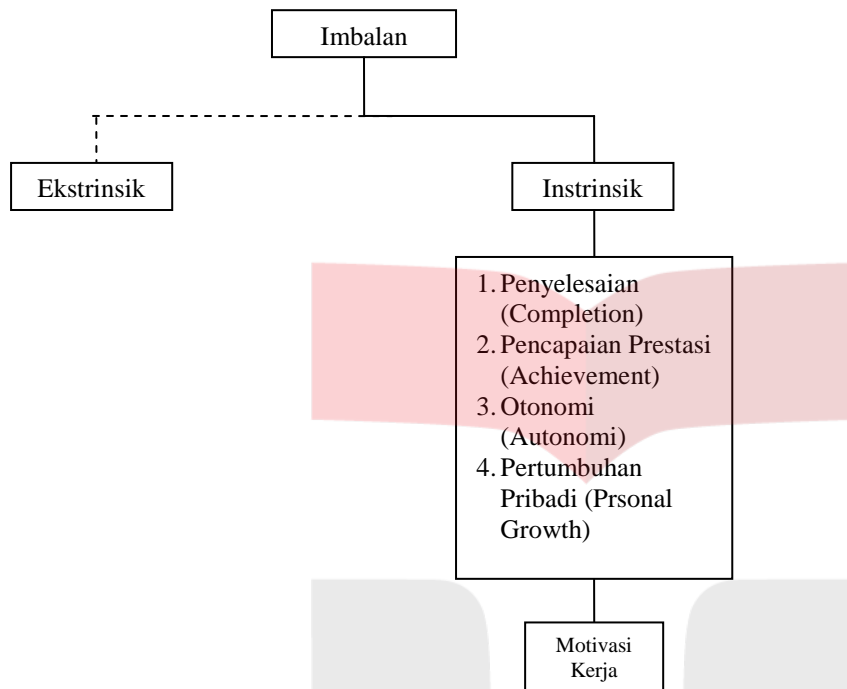 Imbalan
Ekstrinsik
Instrinsik
1. Penyelesaian
(Completion)
2. Pencapaian Prestasi
(Achievement)
3. Otonomi
(Autonomi)
4. Pertumbuhan
Pribadi (Prsonal
Growth)
Motivasi
Kerja